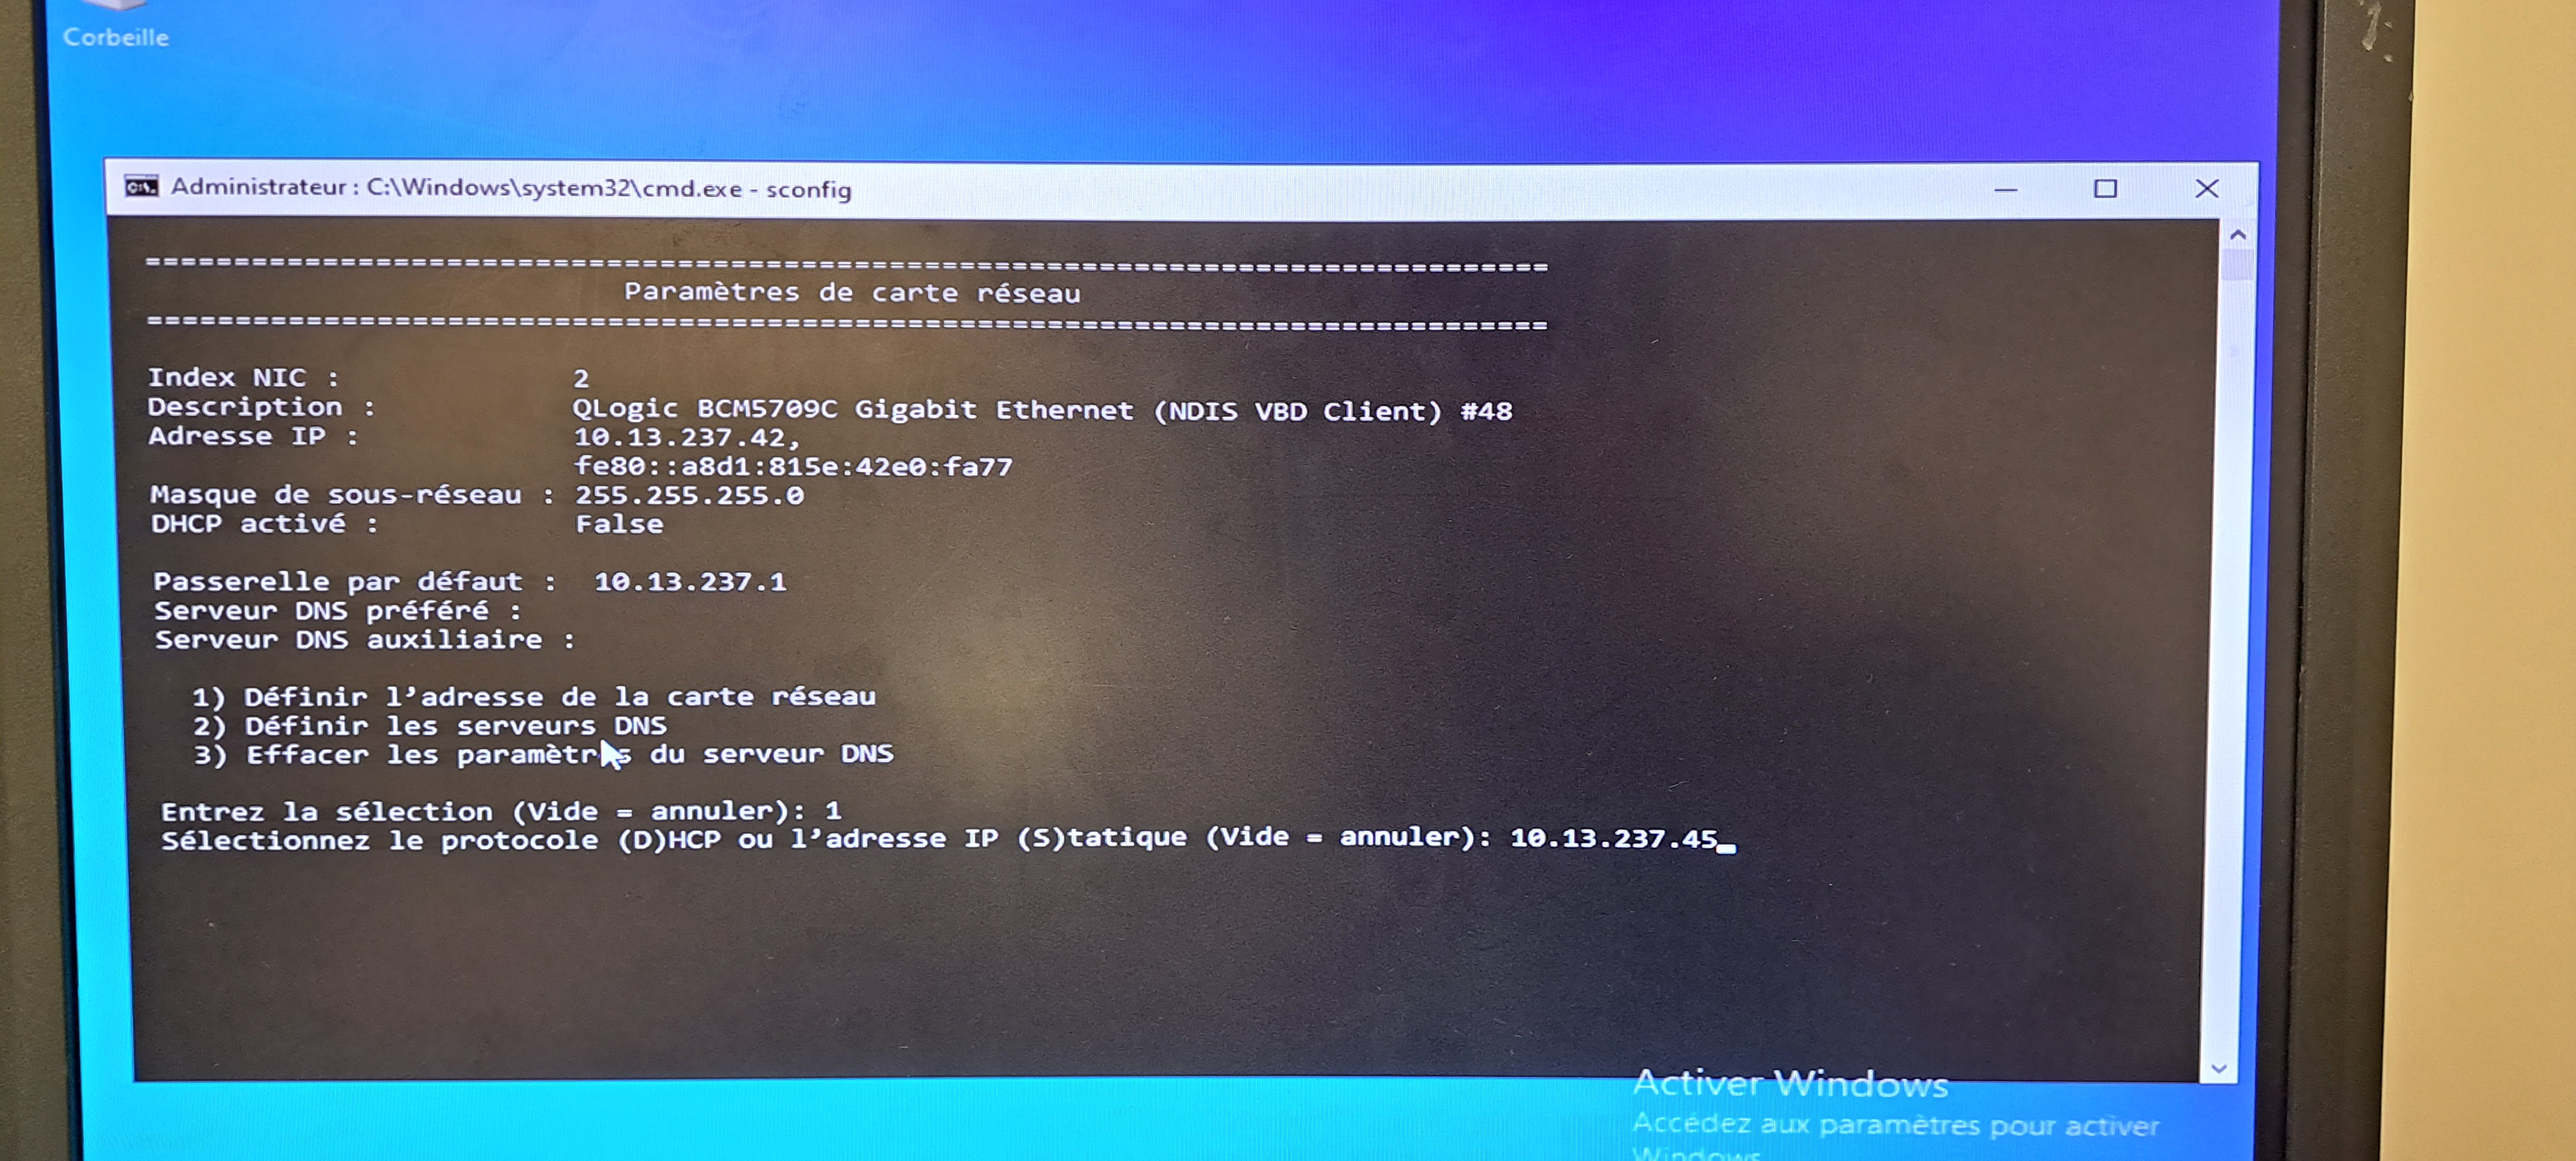 Corbeille
Administrateur : C:\Windows\system32\cmd.exe - sconfig
===============================================================================
Paramètres de carte réseau
===============================================================================
Index NIC : 2
Description : QLogic BCM5709C Gigabit Ethernet (NDIS VBD Client) #48
Adresse IP : 10.13.237.42,
fe80::a8d1:815e:42e0:fa77
Masque de sous-réseau : 255.255.255.0
DHCP activé : False
Passerelle par défaut : 10.13.237.1
Serveur DNS préféré :
Serveur DNS auxiliaire :
1) Définir l’adresse de la carte réseau
2) Définir les serveurs DNS
3) Effacer les paramètres du serveur DNS
Entrez la sélection (Vide = annuler): 1
Sélectionnez le protocole (D)HCP ou l’adresse IP (S)tatique (Vide = annuler): 10.13.237.45_
Activer Windows
Accédez aux paramètres pour activer
Windows